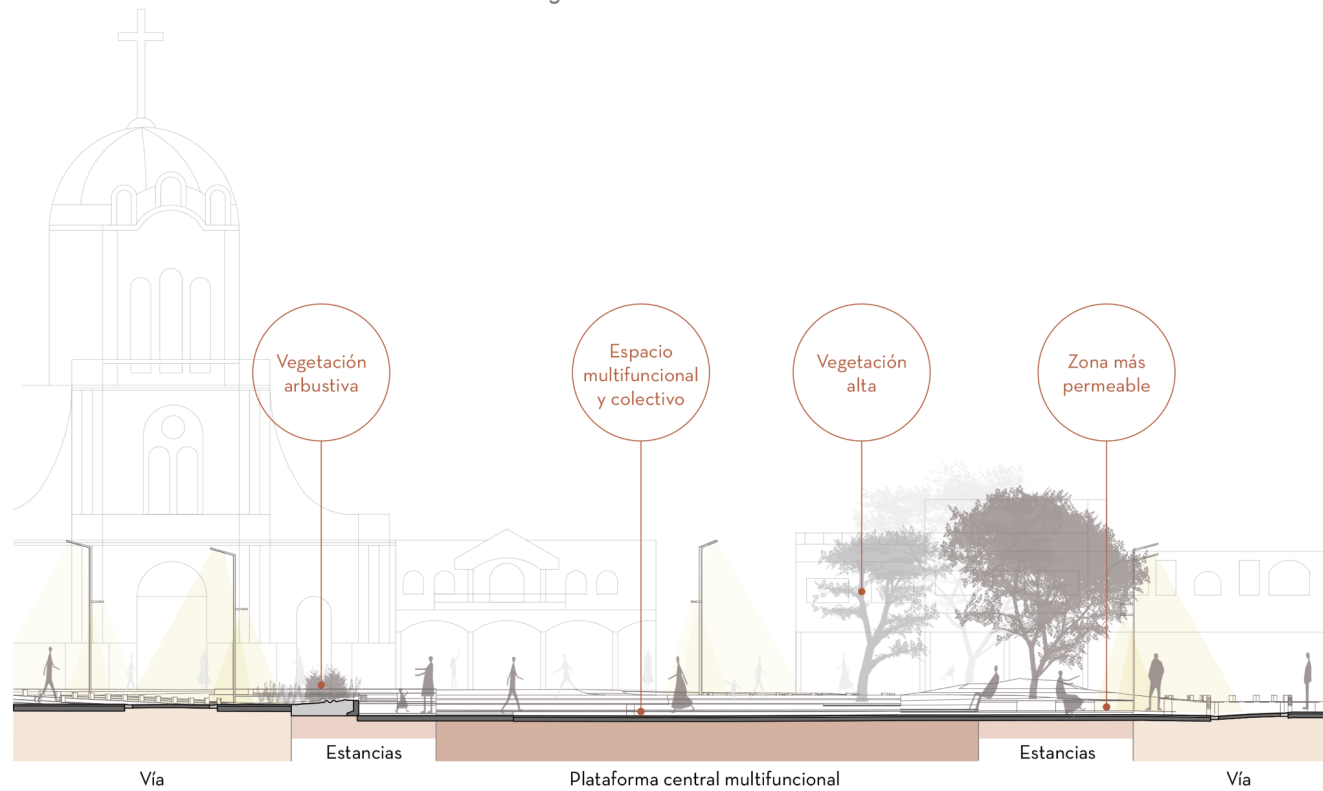 Vegetación
arbustiva
Espacio
multifuncional
y colectivo
Vegetación
alta
Zona más
permeable
Estancias
Estancias
Vía
Plataforma central multifuncional
Vía